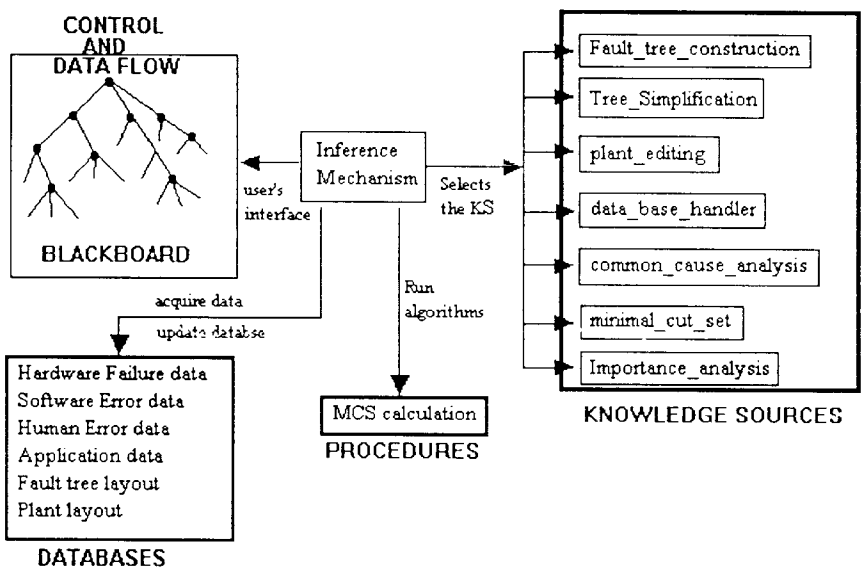 CONTROL
AND
DATA FLOW
BLACKBOARD
user's
interface
Inference
Mechanism
Selects
the KS
Fault_tree_construction
Tree_Simplification
plant_editing
data_base_handler
common_cause_analysis
minimal_cut_set
Importance_analysis
KNOWLEDGE SOURCES
acquire data
update databse
Run
algorithms
Hardware Failure data
Software Error data
Human Error data
Application data
Fault tree layout
Plant layout
DATABASES
MCS calculation
PROCEDURES